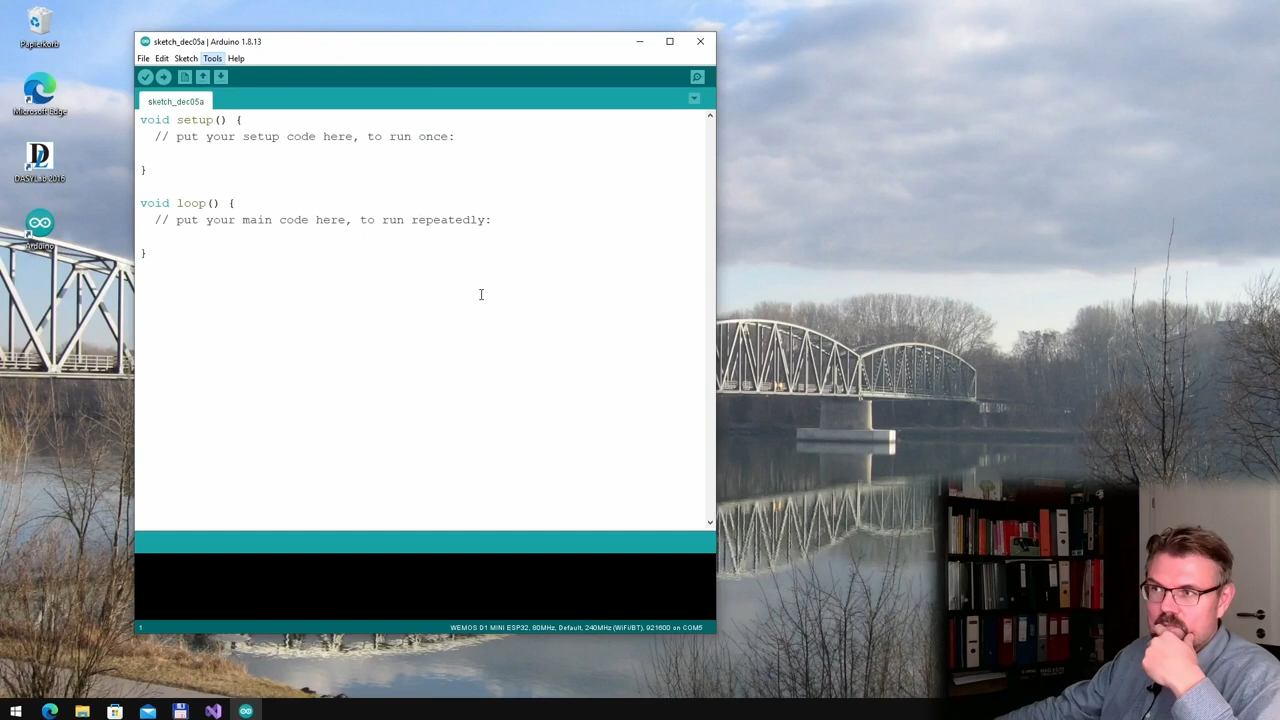 Papierkorb
Microsoft Edge
DASYLab 2016
Arduino
sketch_dec05a | Arduino 1.8.13
File Edit Sketch Tools Help
sketch_dec05a
void setup() {
// put your setup code here, to run once:
}
void loop() {
// put your main code here, to run repeatedly:
}
1
WEMOS D1 MINI ESP32, 80MHz, Default, 240MHz (WiFi/BT), 921600 on COM5